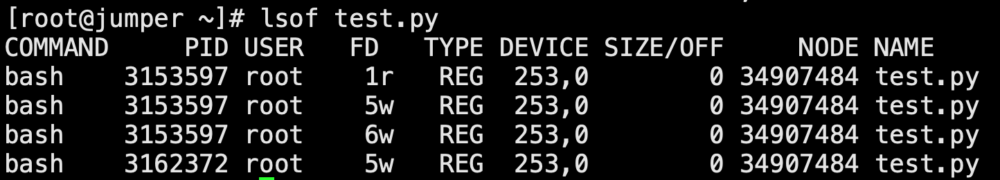 [root@jumper ~]# lsof test.py
COMMAND     PID USER   FD   TYPE DEVICE SIZE/OFF     NODE NAME
bash    3153597 root    1r   REG  253,0        0 34907484 test.py
bash    3153597 root    5w   REG  253,0        0 34907484 test.py
bash    3153597 root    6w   REG  253,0        0 34907484 test.py
bash    3162372 root    5w   REG  253,0        0 34907484 test.py